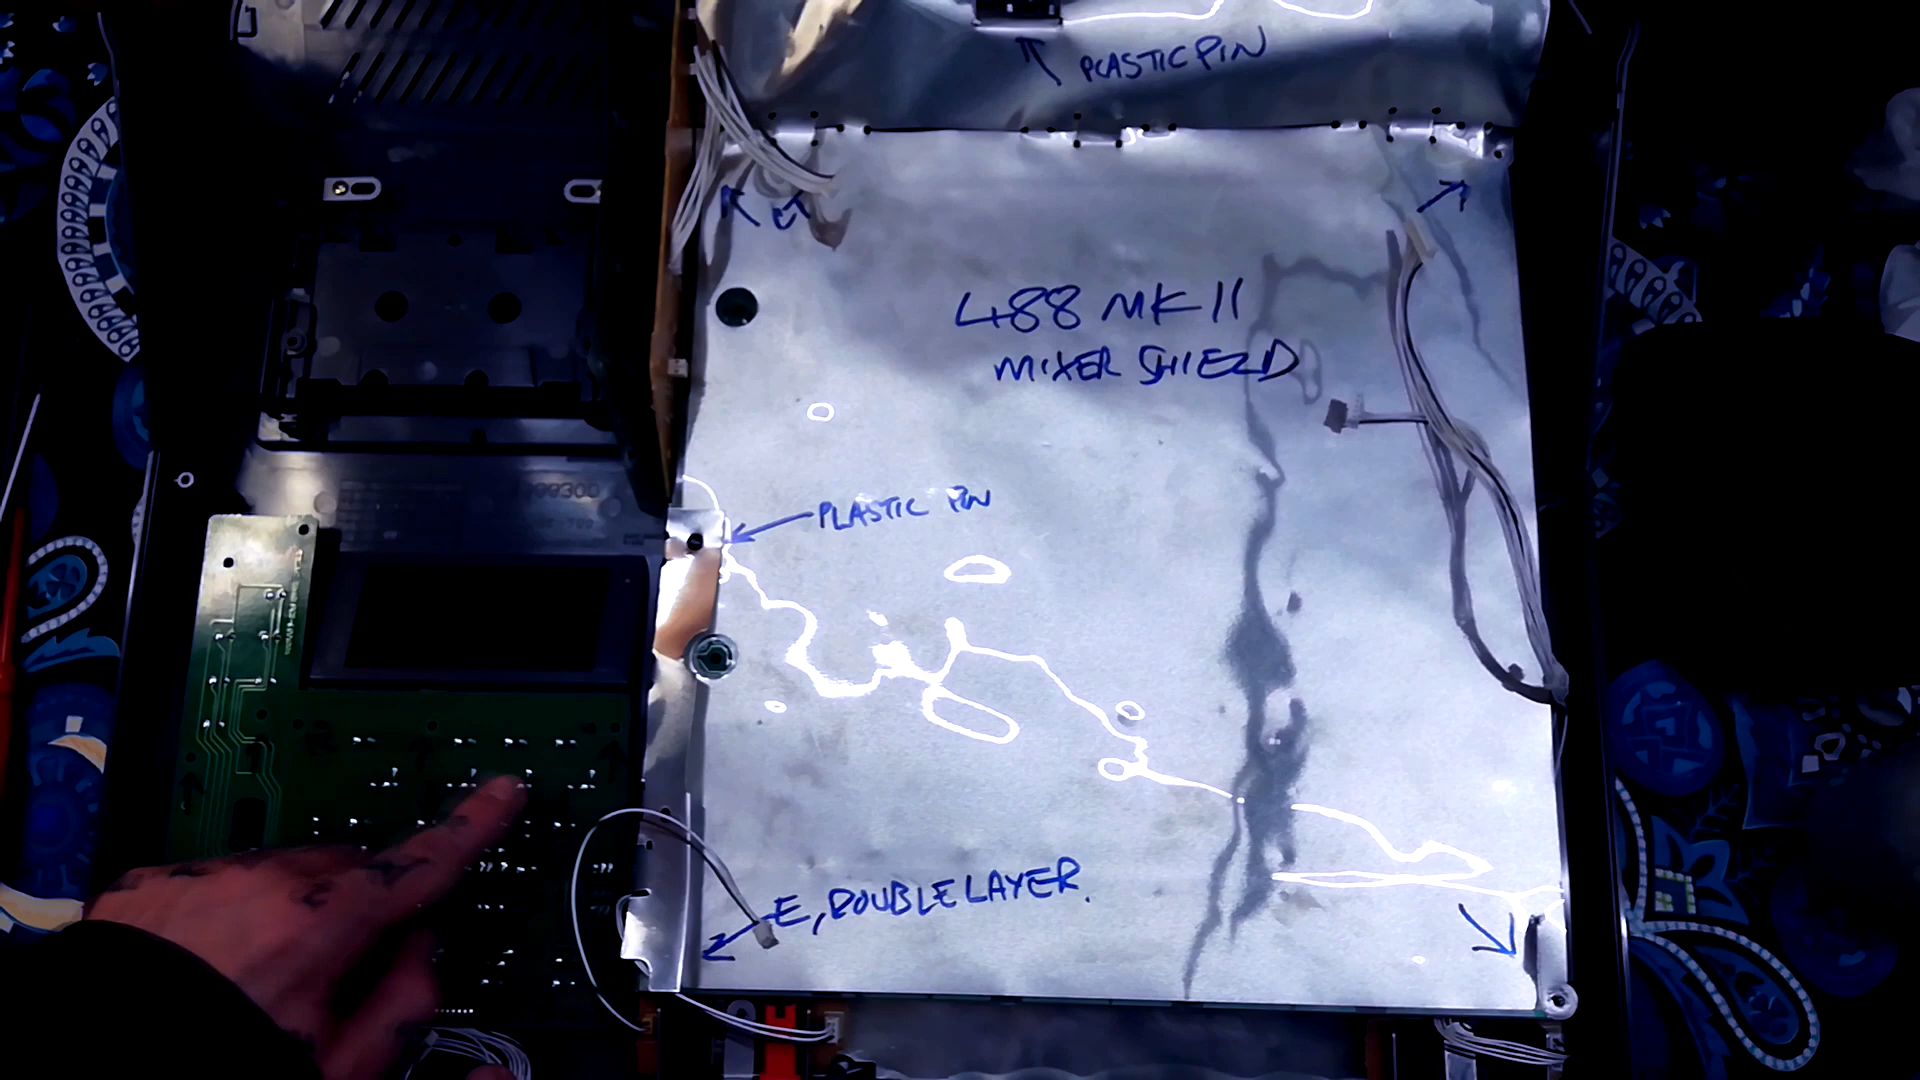 PLASTIC PIN
488 MK II
MIXER SHIELD
PLASTIC PIN
E, DOUBLE LAYER.